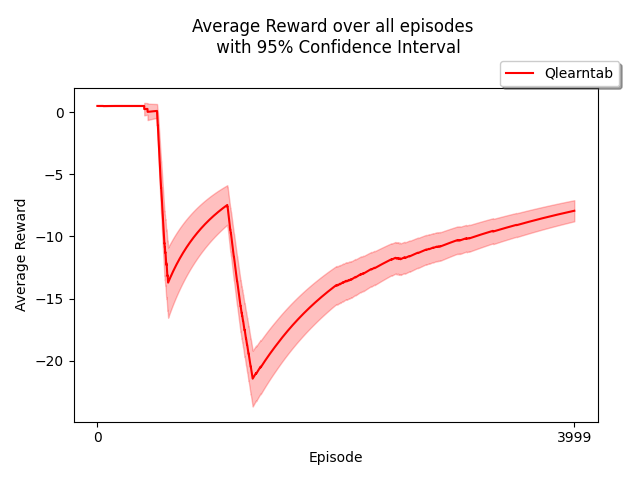 Average Reward over all episodes
with 95% Confidence Interval
Qlearntab
0
−5
−10
−15
−20
Average Reward
0
3999
Episode